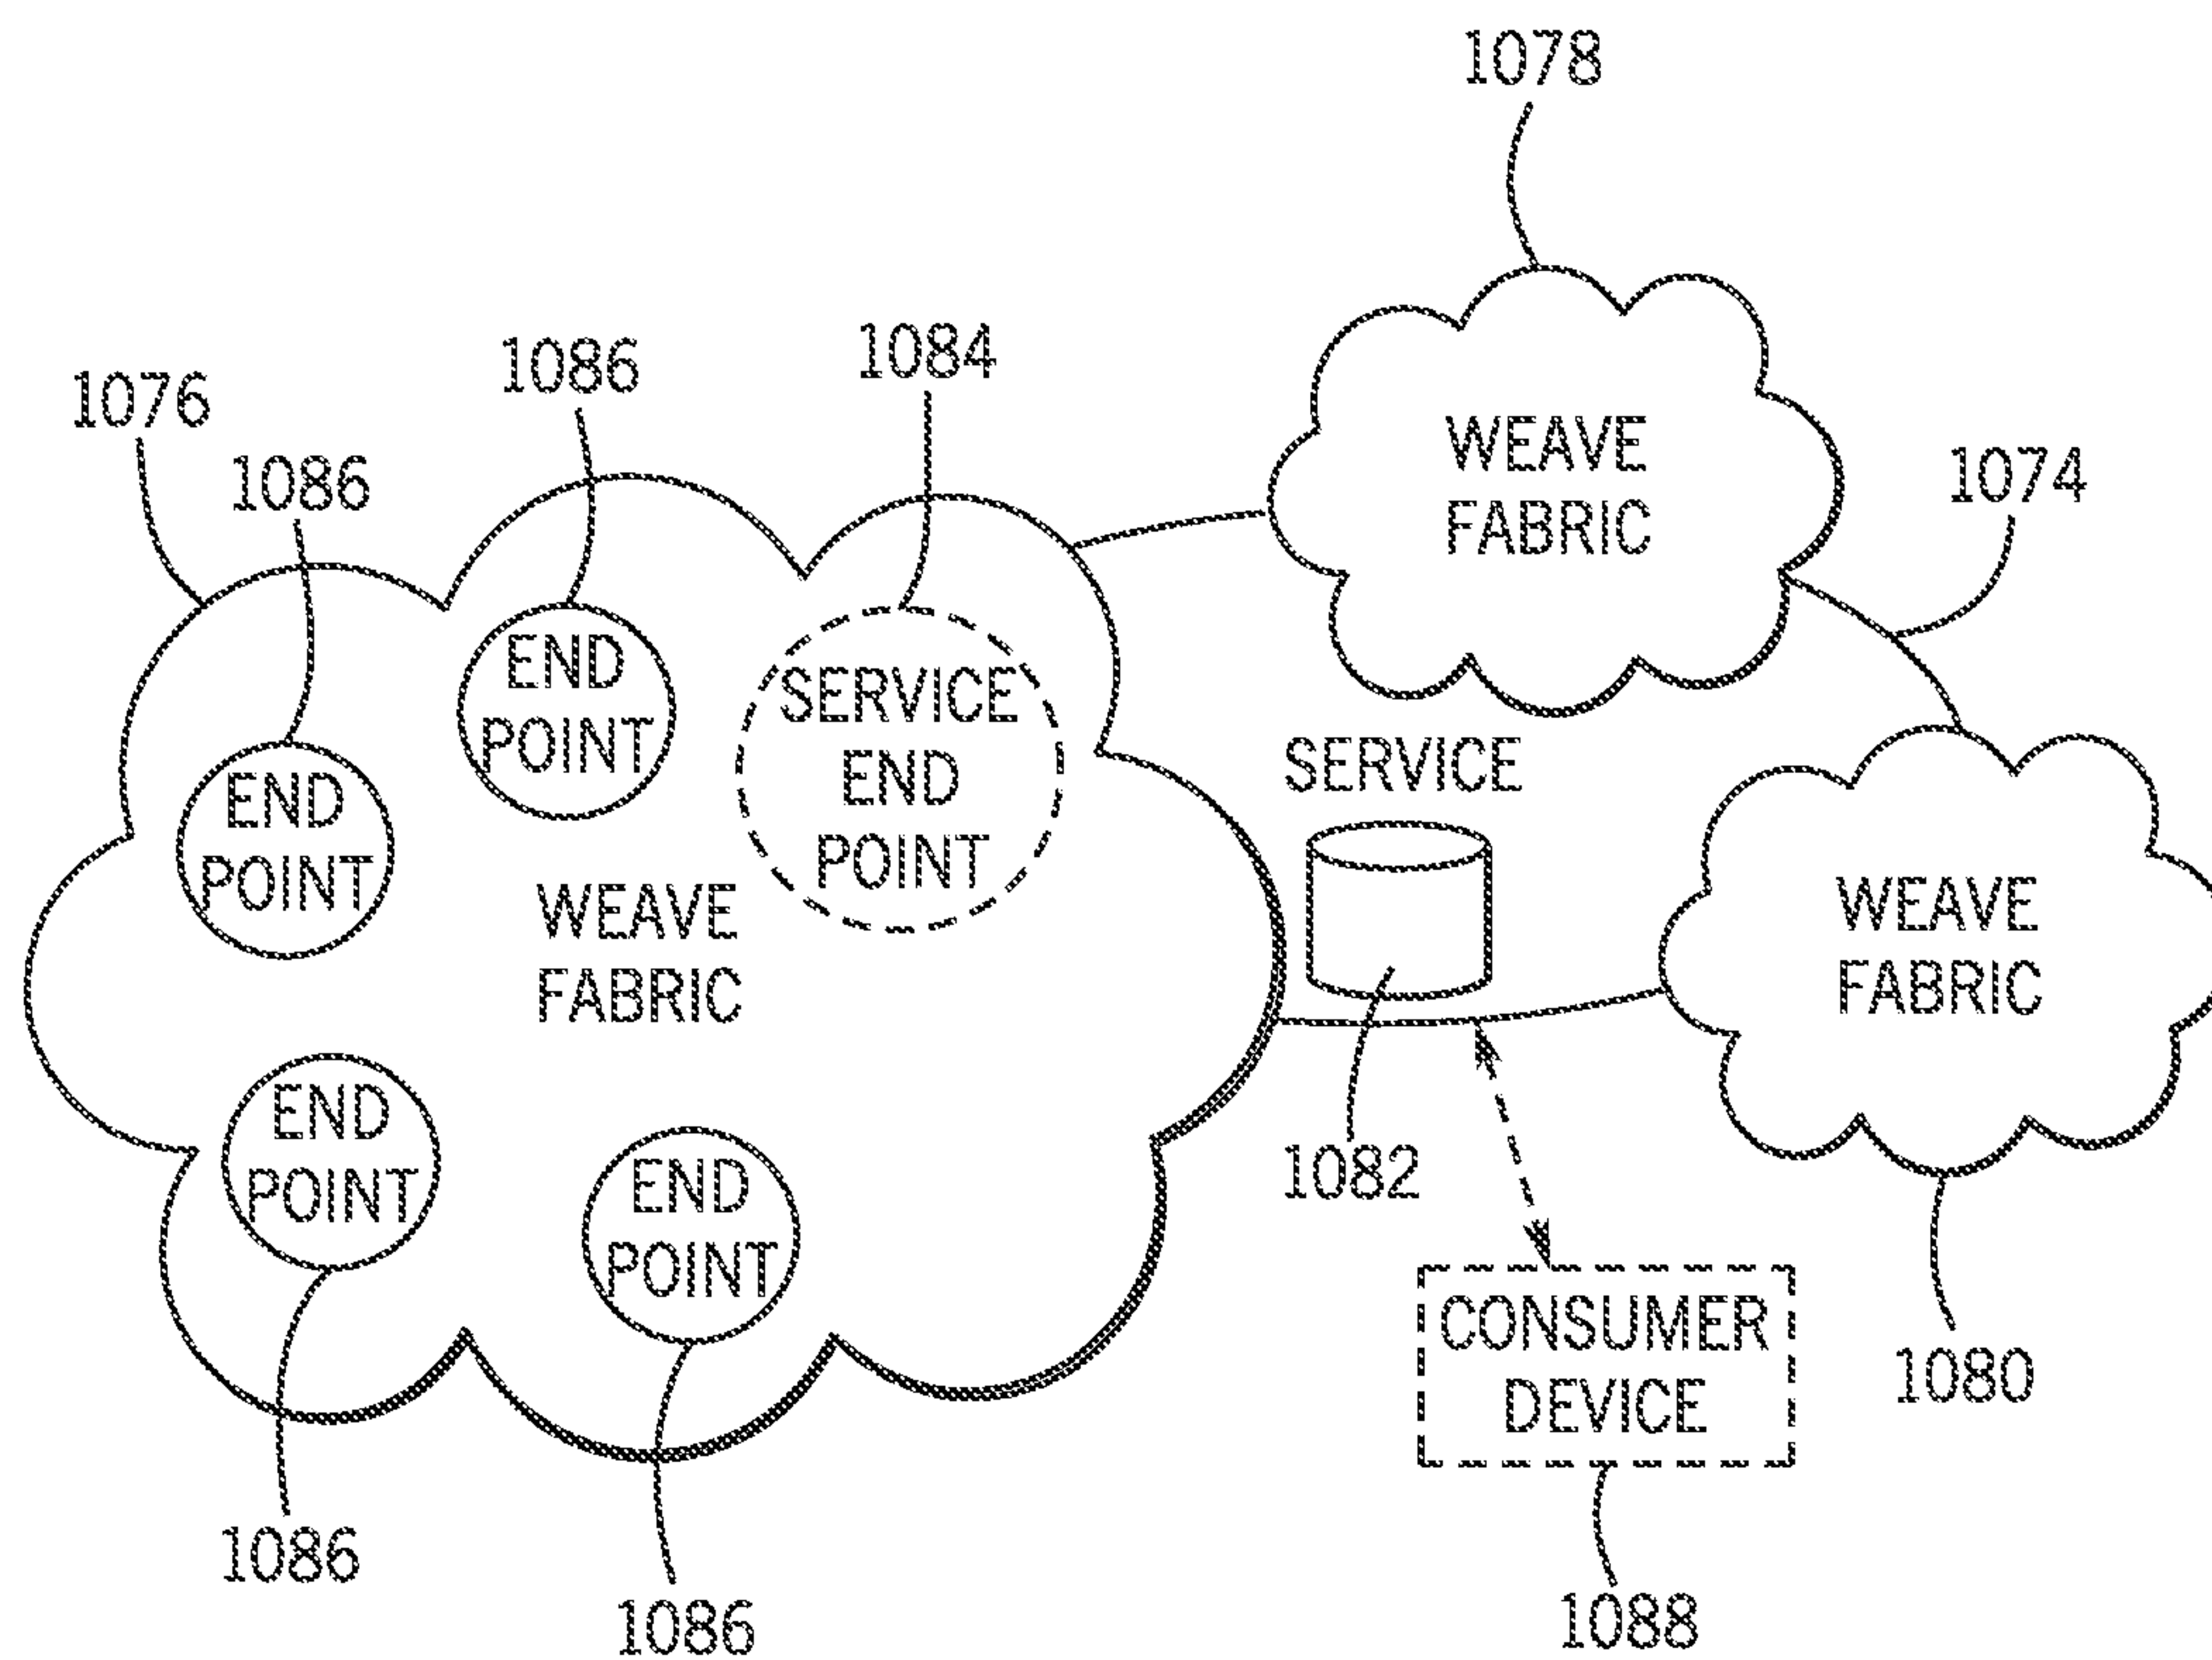 1078
1084
1086
1076
1086
WEAVE
FABRIC
1074
END
POINT
SERVICE
END
POINT
END
POINT
SERVICE
WEAVE
FABRIC
WEAVE
FABRIC
END
POINT
END
POINT
1082
CONSUMER
DEVICE
1080
1086
1086
1088